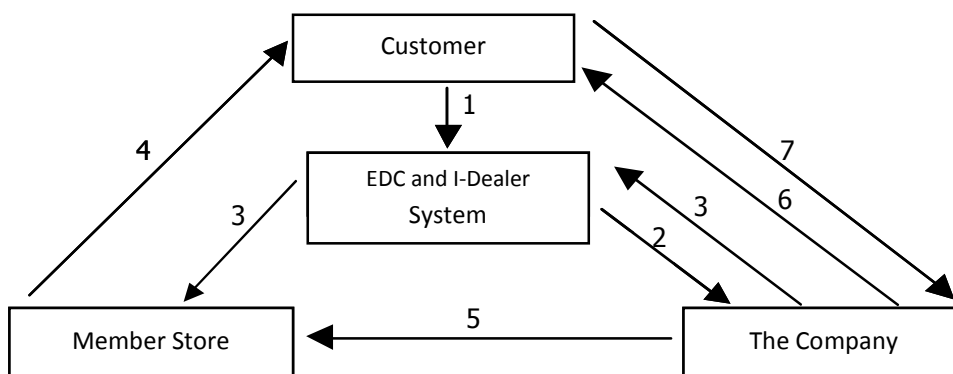 Customer
1
4
7
EDC and I-Dealer
System
3
3
6
2
5
Member Store
The Company